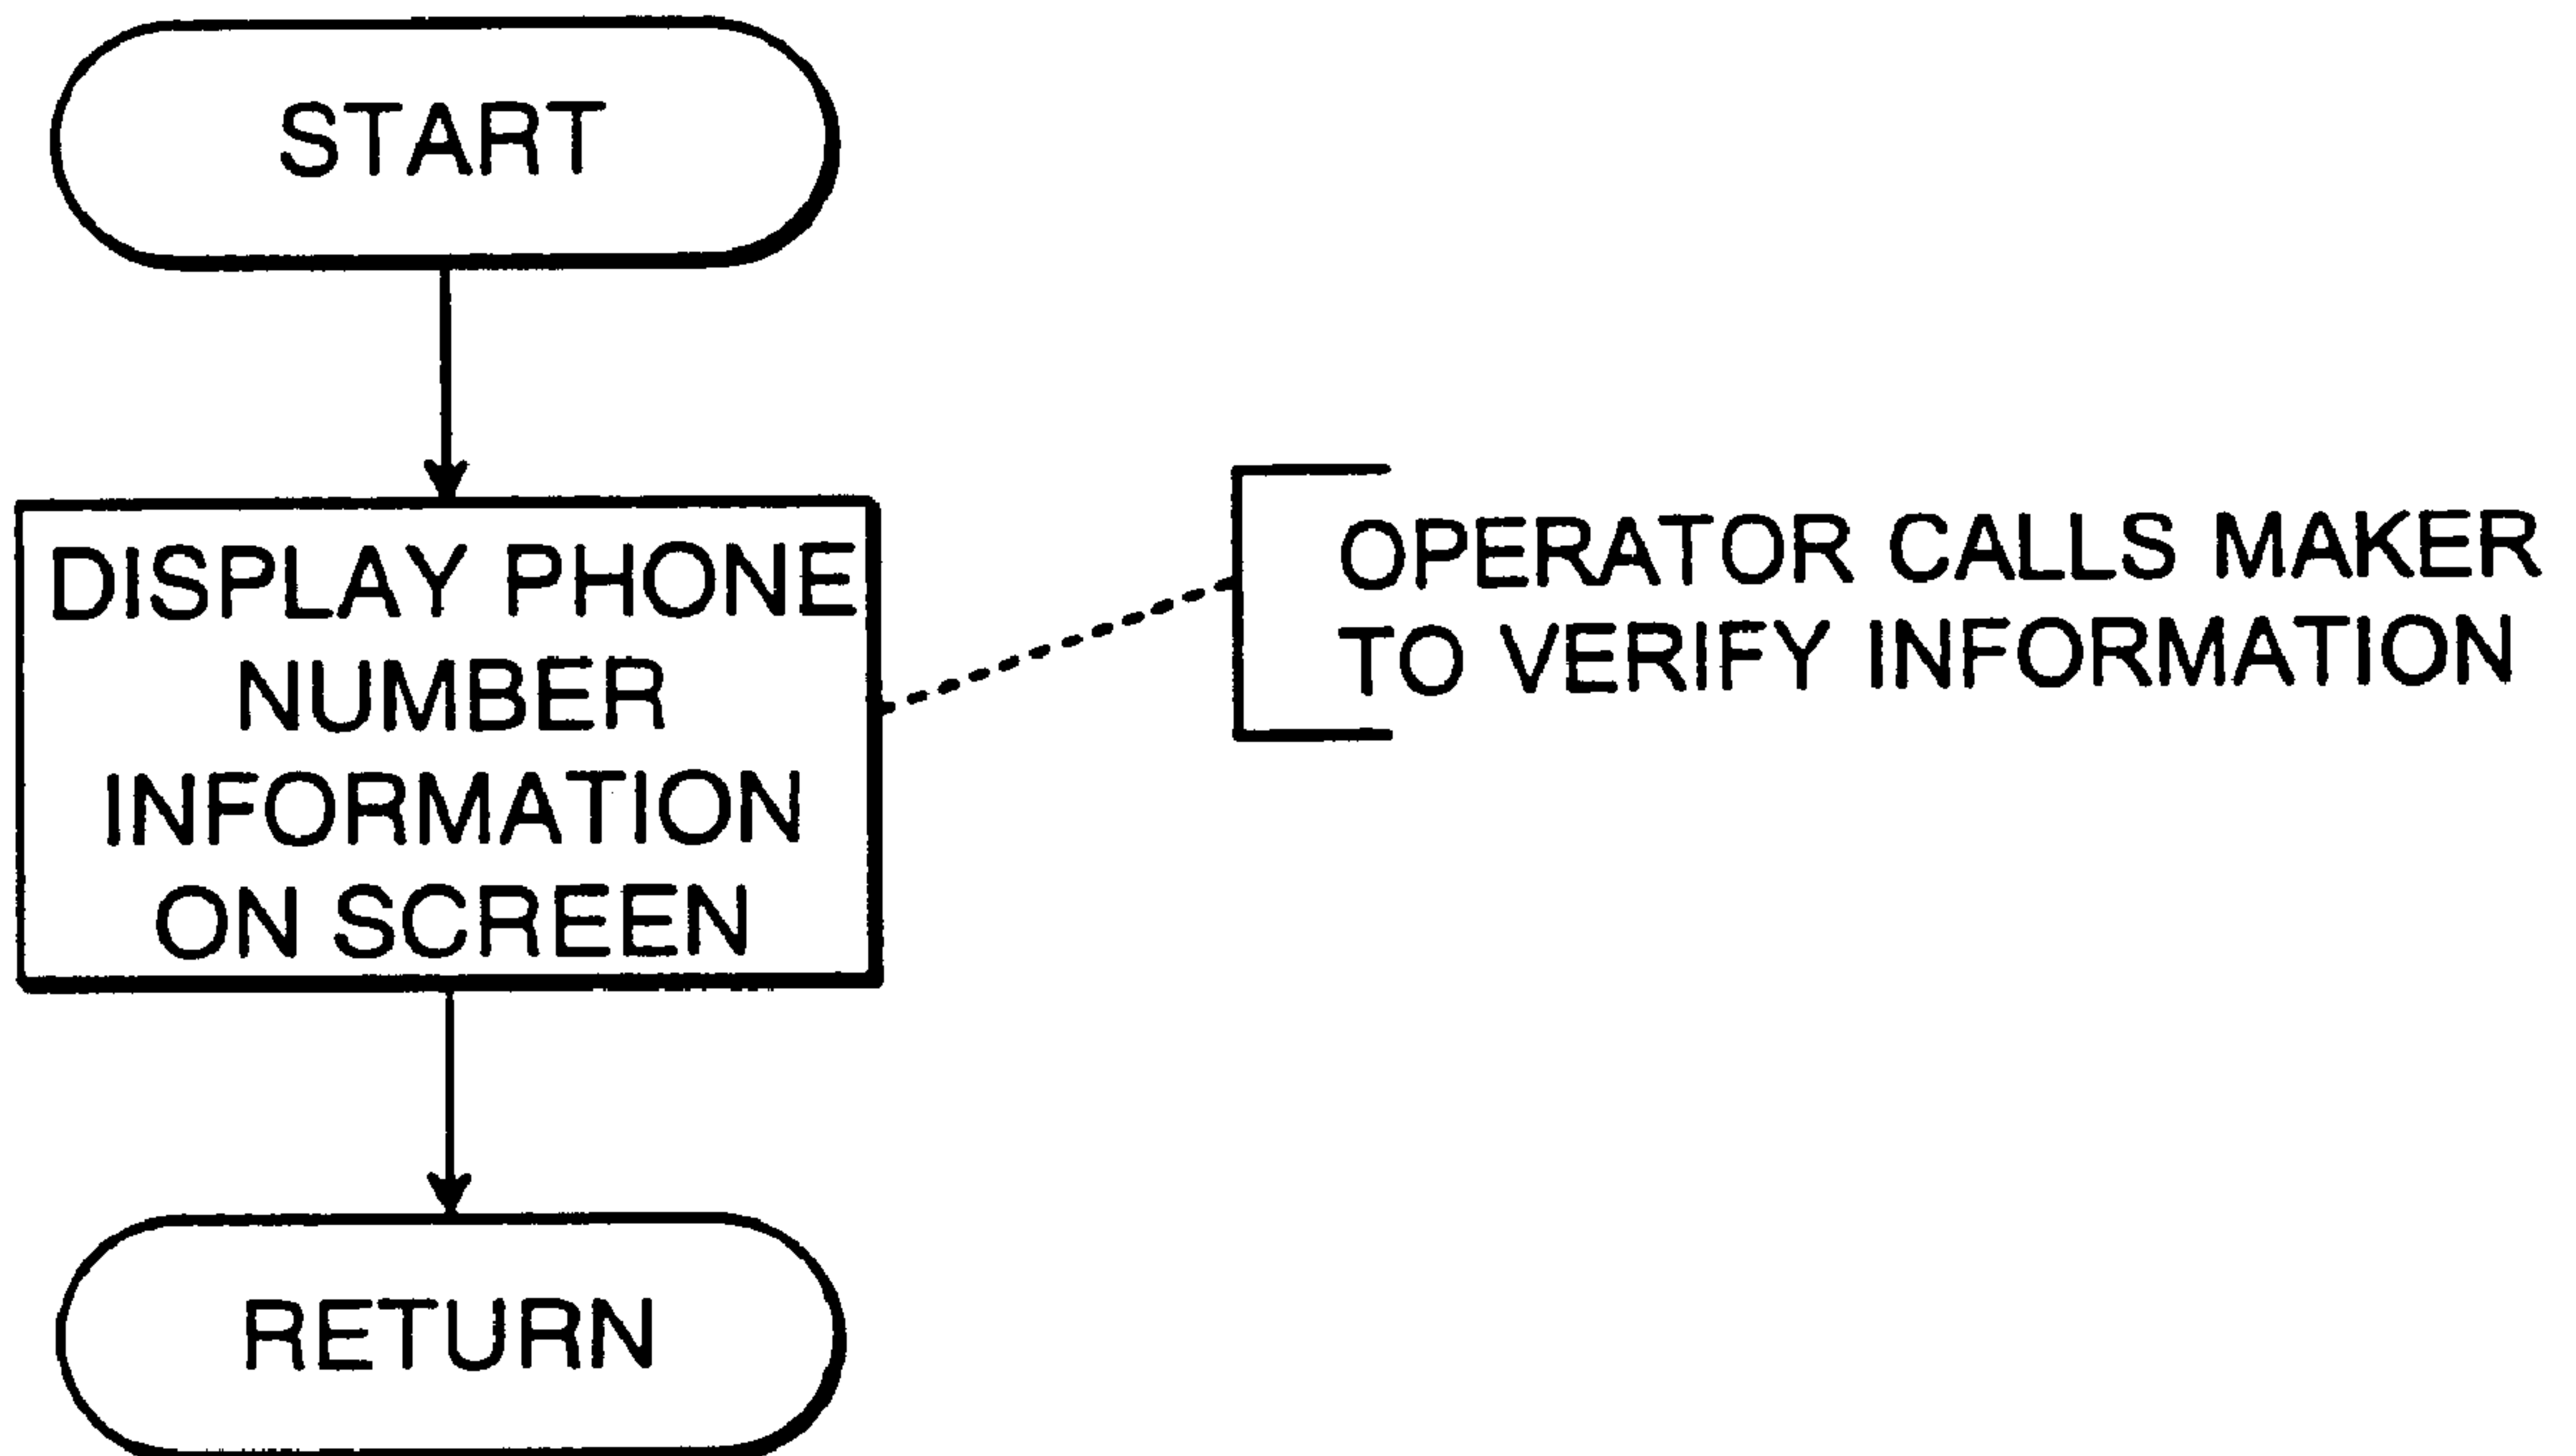 START
DISPLAY PHONE
NUMBER
INFORMATION
ON SCREEN
OPERATOR CALLS MAKER
TO VERIFY INFORMATION
RETURN